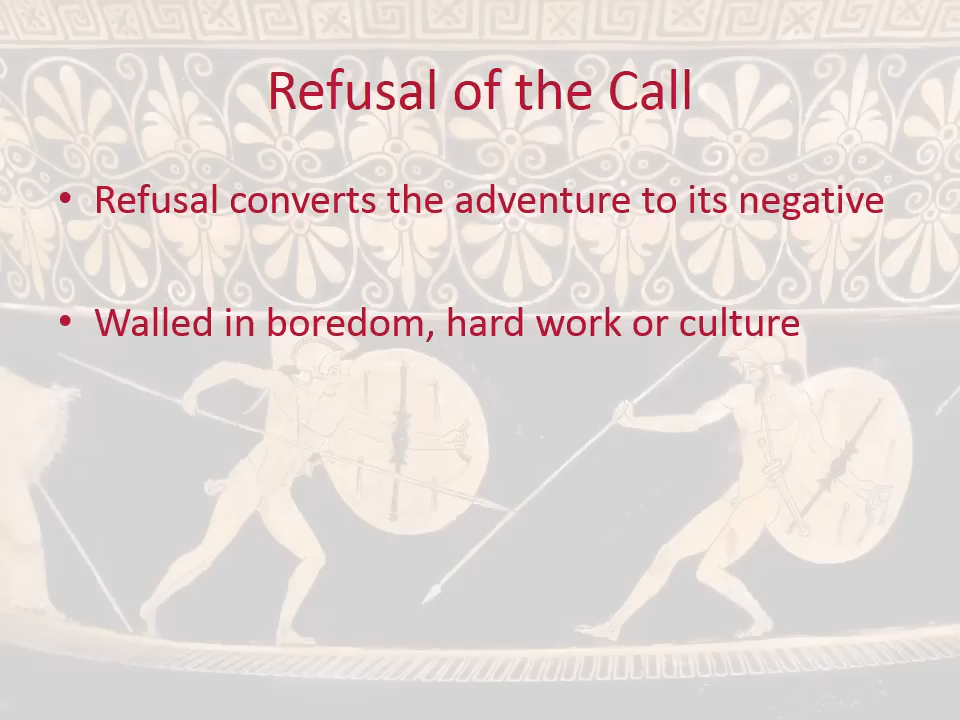 Refusal of the Call
• Refusal converts the adventure to its negative
• Walled in boredom, hard work or culture